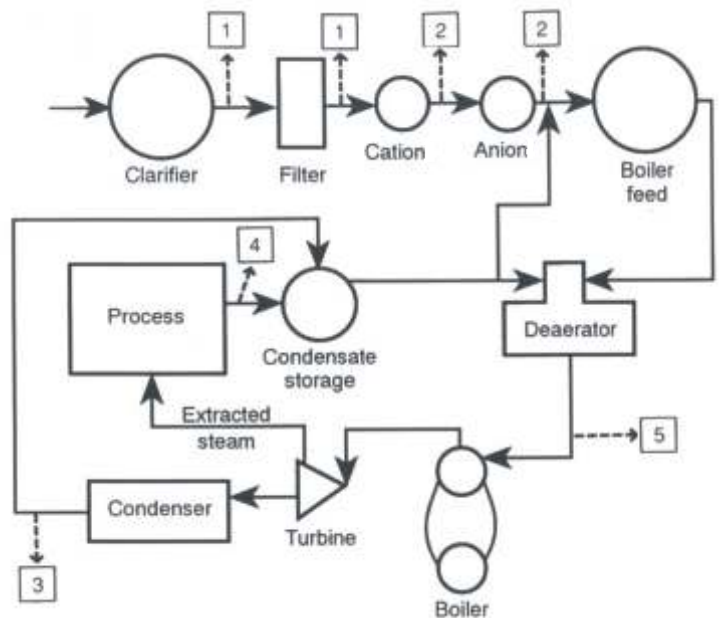 1
1
2
2
Clarifier
Filter
Cation
Anion
Boiler
feed
4
Process
Condensate
storage
Deaerator
Extracted
steam
5
Condenser
Turbine
3
Boiler